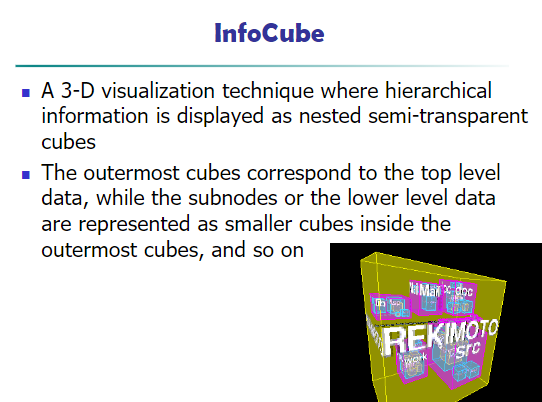 InfoCube
A 3-D visualization technique where hierarchical
information is displayed as nested semi-transparent
cubes
The outermost cubes correspond to the top level
data, while the subnodes or the lower level data
are represented as smaller cubes inside the
outermost cubes, and so on
doc
REKIMOTO
src
work